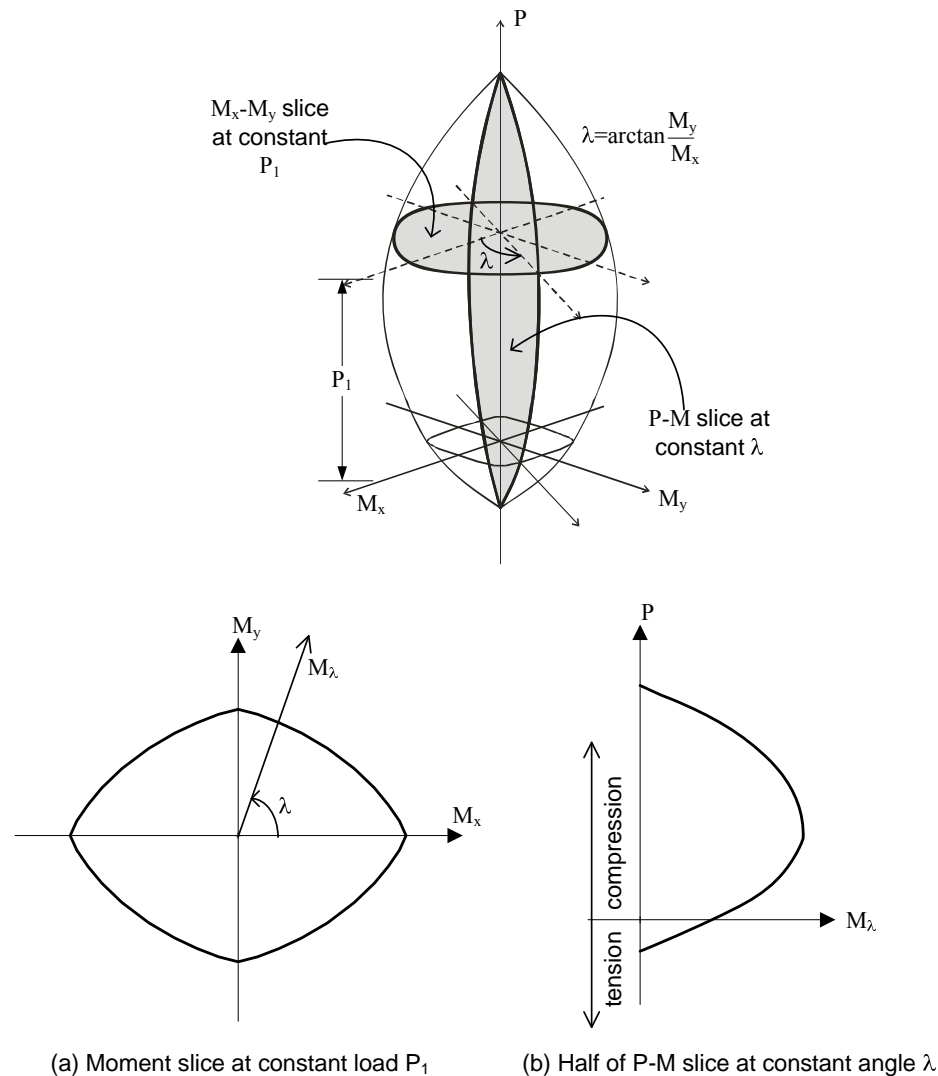 P
Mx-My slice
at constant
P1
λ=arctan My/Mx
λ
P1
P-M slice at
constant λ
Mx
My
My
Mλ
λ
Mx
P
compression
tension
Mλ
(a) Moment slice at constant load P1
(b) Half of P-M slice at constant angle λ